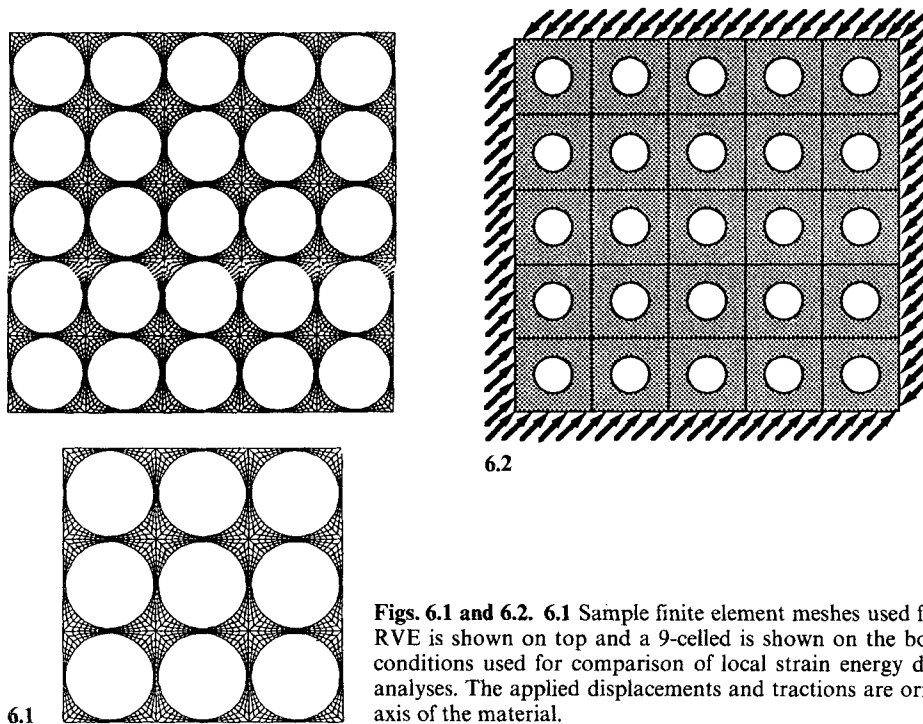 6.2
Figs. 6.1 and 6.2. 6.1 Sample finite element meshes used
RVE is shown on top and a 9-celled is shown on the
conditions used for comparison of local strain energy
analyses. The applied displacements and tractions are
axis of the material.
6.1